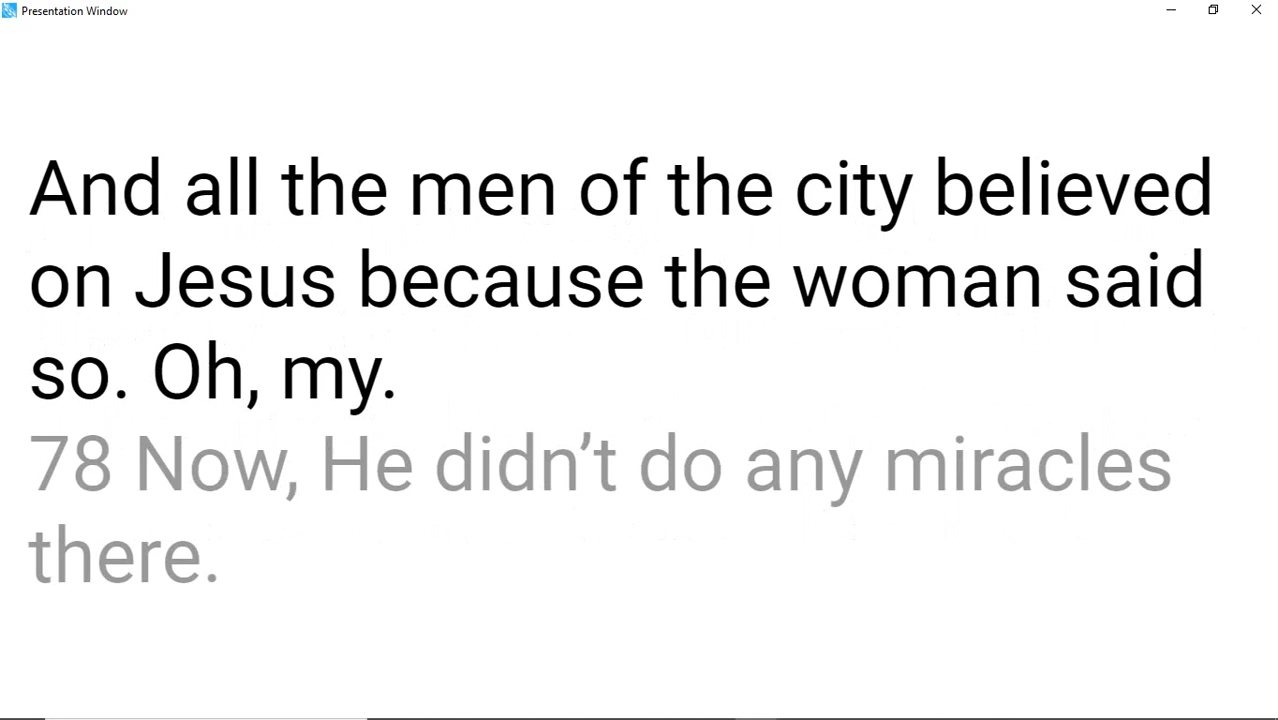 Presentation Window
And all the men of the city believed
on Jesus because the woman said
so. Oh, my.
78 Now, He didn’t do any miracles
there.